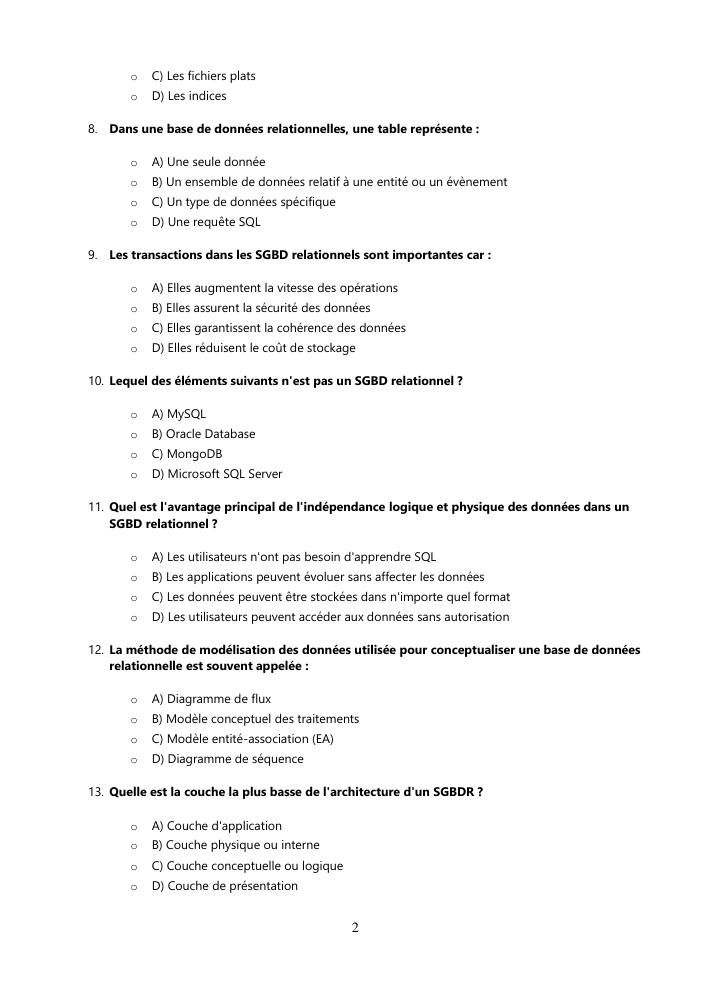 o C) Les fichiers plats
o D) Les indices
8. Dans une base de données relationnelles, une table représente :
o A) Une seule donnée
o B) Un ensemble de données relatif à une entité ou un évènement
o C) Un type de données spécifique
o D) Une requête SQL
9. Les transactions dans les SGBD relationnels sont importantes car :
o A) Elles augmentent la vitesse des opérations
o B) Elles assurent la sécurité des données
o C) Elles garantissent la cohérence des données
o D) Elles réduisent le coût de stockage
10. Lequel des éléments suivants n'est pas un SGBD relationnel ?
o A) MySQL
o B) Oracle Database
o C) MongoDB
o D) Microsoft SQL Server
11. Quel est l'avantage principal de l'indépendance logique et physique des données dans un
SGBD relationnel ?
o A) Les utilisateurs n'ont pas besoin d'apprendre SQL
o B) Les applications peuvent évoluer sans affecter les données
o C) Les données peuvent être stockées dans n'importe quel format
o D) Les utilisateurs peuvent accéder aux données sans autorisation
12. La méthode de modélisation des données utilisée pour conceptualiser une base de données
relationnelle est souvent appelée :
o A) Diagramme de flux
o B) Modèle conceptuel des traitements
o C) Modèle entité-association (EA)
o D) Diagramme de séquence
13. Quelle est la couche la plus basse de l'architecture d'un SGBDR ?
o A) Couche d'application
o B) Couche physique ou interne
o C) Couche conceptuelle ou logique
o D) Couche de présentation
2